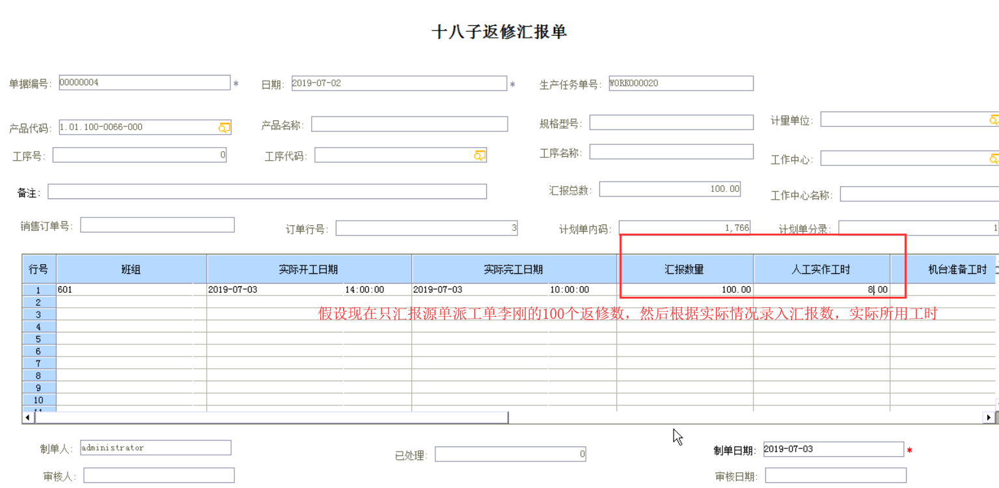 十八子返修汇报单
单据编号: 00000004 * 日期: 2019-07-02 * 生产任务单号: WORK000020
产品代码: 1.01.100-0066-000 产品名称: 规格型号: 计量单位:
工序号: 0 工序代码: 工序名称: 工作中心:
备注: 汇报总数: 100.00 工作中心名称:
销售订单号: 订单行号: 3 计划单内码: 1,766 计划单分录: 1
行号 班组 实际开工日期 实际完工日期 汇报数量 人工实作工时 机台准备工时
1 601 2019-07-03 14:00:00 2019-07-03 10:00:00 100.00 8.00
2
3 假设现在只汇报源单派工单李刚的100个返修数，然后根据实际情况录入汇报数，实际所用工时
4
5
6
7
8
9
10
11
制单人: administrator 已处理: 0 制单日期: 2019-07-03 *
审核人: 审核日期: